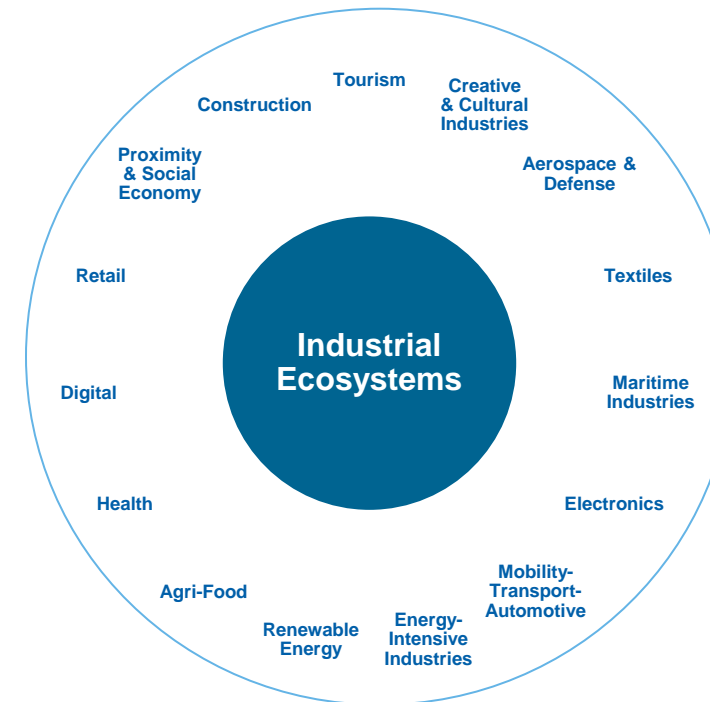 Tourism
Creative
& Cultural
Industries
Construction
Proximity
& Social
Economy
Aerospace &
Defense
Retail
Textiles
Industrial
Ecosystems
Digital
Maritime
Industries
Health
Electronics
Agri-Food
Mobility-
Transport-
Automotive
Renewable
Energy
Energy-
Intensive
Industries